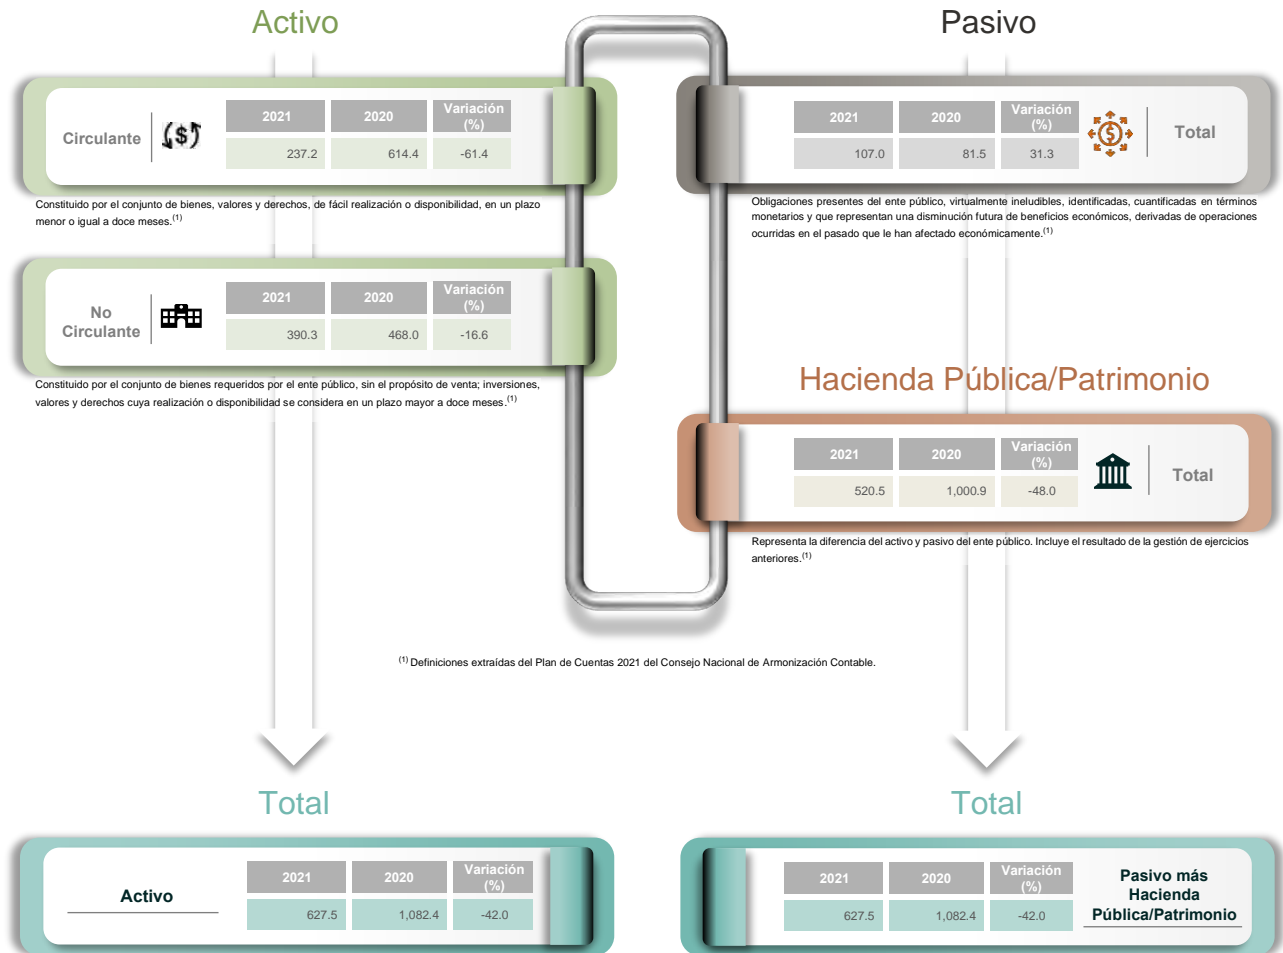 Activo
2021 2020 Variación (%)
Circulante
237.2 614.4 -61.4
Constituido por el conjunto de bienes, valores y derechos, de fácil realización o disponibilidad, en un plazo
menor o igual a doce meses.(1)
2021 2020 Variación (%)
No
Circulante
390.3 468.0 -16.6
Constituido por el conjunto de bienes requeridos por el ente público, sin el propósito de venta; inversiones,
valores y derechos cuya realización o disponibilidad se considera en un plazo mayor a doce meses.(1)
Pasivo
2021 2020 Variación (%)
107.0 81.5 31.3
Total
Obligaciones presentes del ente público, virtualmente ineludibles, identificadas, cuantificadas en términos
monetarios y que representan una disminución futura de beneficios económicos, derivadas de operaciones
ocurridas en el pasado que le han afectado económicamente.(1)
Hacienda Pública/Patrimonio
2021 2020 Variación (%)
520.5 1,000.9 -48.0
Total
Representa la diferencia del activo y pasivo del ente público. Incluye el resultado de la gestión de ejercicios
anteriores.(1)
(1) Definiciones extraídas del Plan de Cuentas 2021 del Consejo Nacional de Armonización Contable.
Total
Activo
2021 2020 Variación (%)
627.5 1,082.4 -42.0
Total
2021 2020 Variación (%)
627.5 1,082.4 -42.0
Pasivo más
Hacienda
Pública/Patrimonio